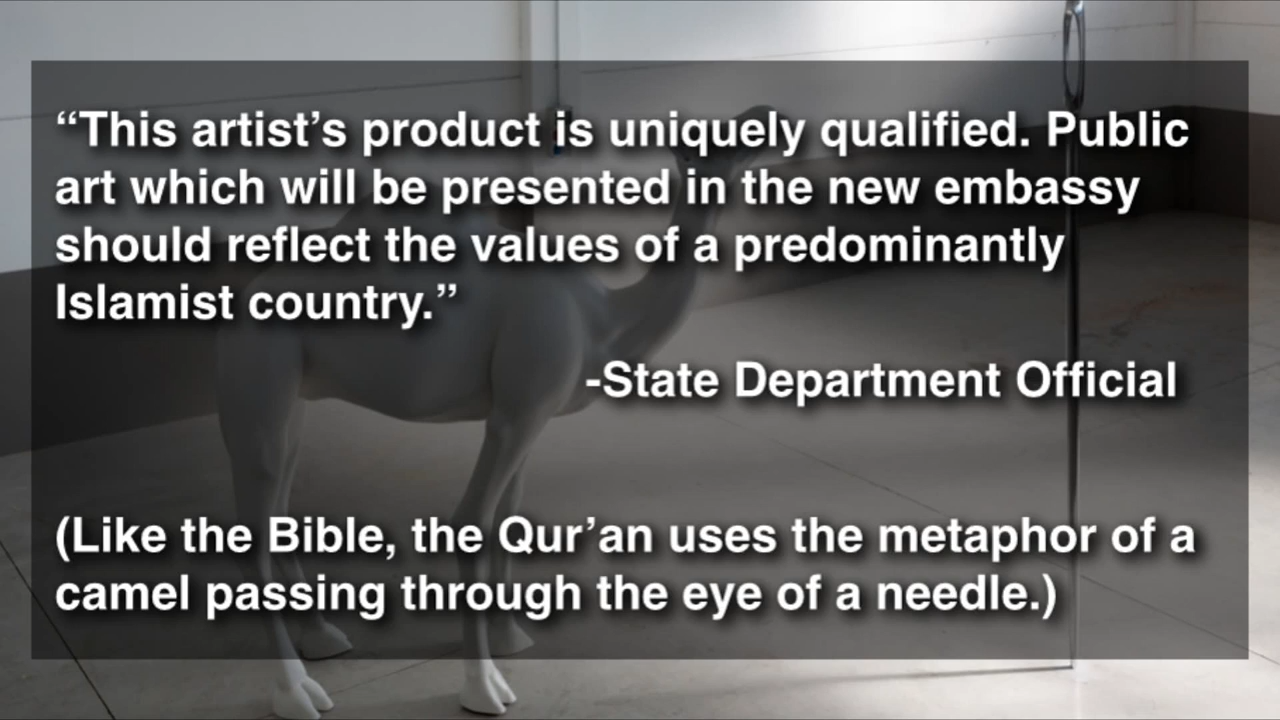 “This artist’s product is uniquely qualified. Public
art which will be presented in the new embassy
should reflect the values of a predominantly
Islamist country.”
-State Department Official
(Like the Bible, the Qur’an uses the metaphor of a
camel passing through the eye of a needle.)